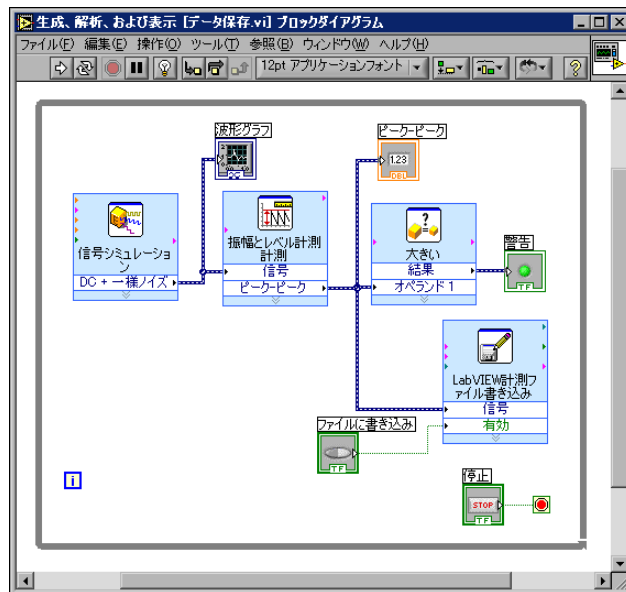 生成、解析、および表示 [データ保存.vi] ブロックダイアグラム
ファイル(F) 編集(E) 操作(O) ツール(T) 参照(B) ウィンドウ(W) ヘルプ(H)
12pt アプリケーションフォント
波形グラフ
ピークーピーク
1.23
DBL
信号シミュレーション
DC + 一様ノイズ
振幅とレベル計測
計測
信号
ピークーピーク
大きい
結果
オペランド 1
警告
TF
LabVIEW計測ファイル書き込み
信号
有効
ファイルに書き込み
TF
i
停止
STOP
TF